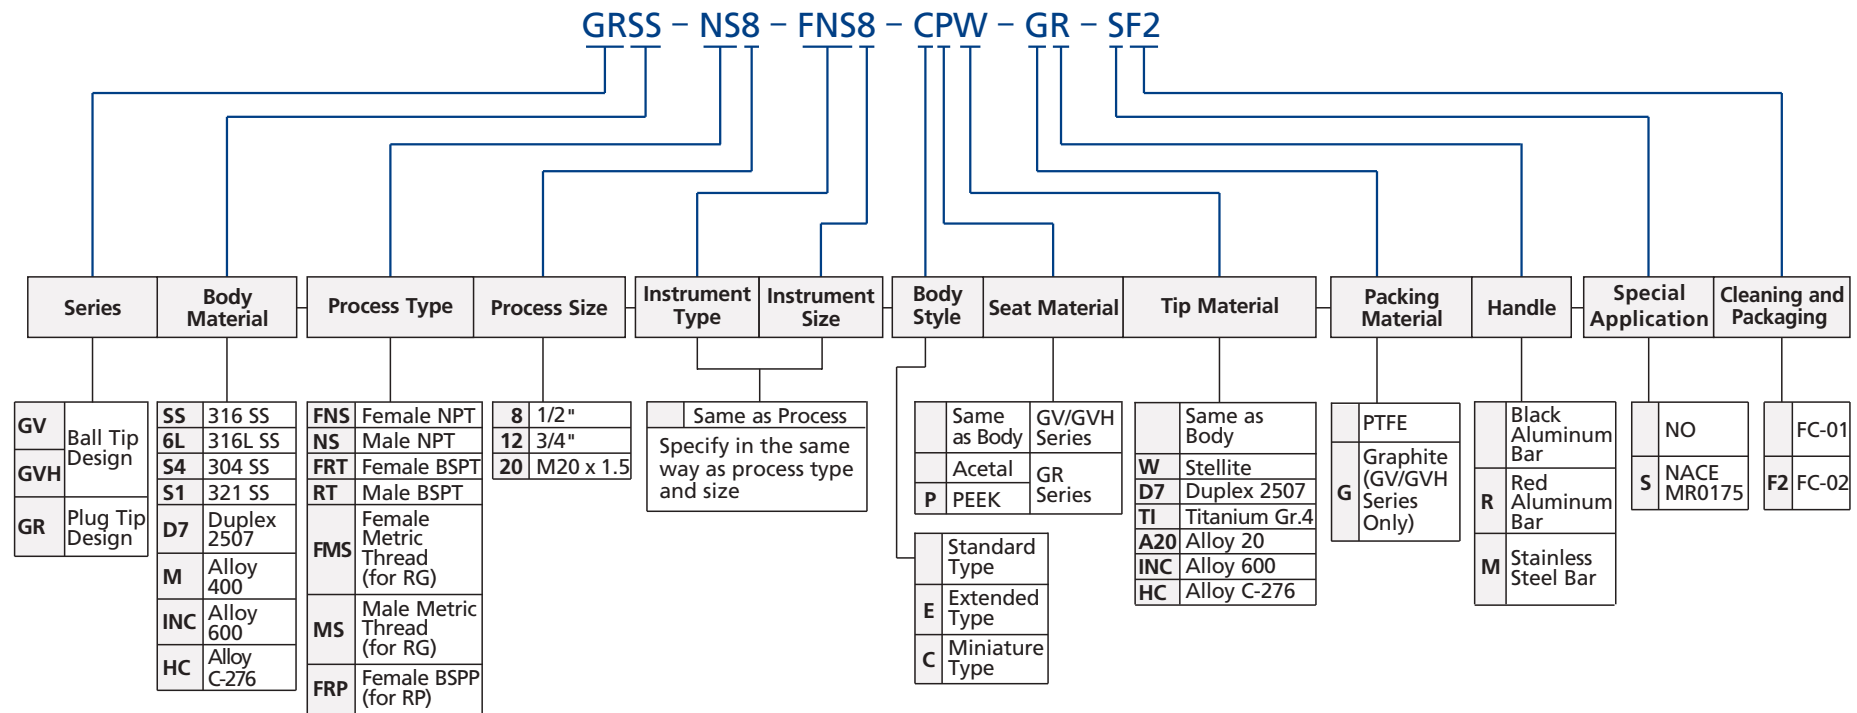 GRSS – NS8 – FNS8 – CPW – GR – SF2
Series
Body
Material
Process Type
Process Size
Instrument
Type
Instrument
Size
Body
Style
Seat Material
Tip Material
Packing
Material
Handle
Special
Application
Cleaning and
Packaging
GV
GVH
Ball Tip
Design
GR
Plug Tip
Design
SS 316 SS
6L 316L SS
S4 304 SS
S1 321 SS
D7 Duplex
2507
M Alloy
400
INC Alloy
600
HC Alloy
C-276
FNS Female NPT
NS Male NPT
FRT Female BSPT
RT Male BSPT
FMS Female
Metric
Thread
(for RG)
MS Male Metric
Thread
(for RG)
FRP Female BSPP
(for RP)
8 1/2"
12 3/4"
20 M20 x 1.5
Same as Process
Specify in the same
way as process type
and size
Same
as Body
GV/GVH
Series
Acetal
P PEEK
GR
Series
Standard
Type
E Extended
Type
C Miniature
Type
Same as
Body
W Stellite
D7 Duplex 2507
TI Titanium Gr.4
A20 Alloy 20
INC Alloy 600
HC Alloy C-276
PTFE
G Graphite
(GV/GVH
Series
Only)
Black
Aluminum
Bar
R Red
Aluminum
Bar
M Stainless
Steel Bar
NO
S NACE
MR0175
FC-01
F2 FC-02